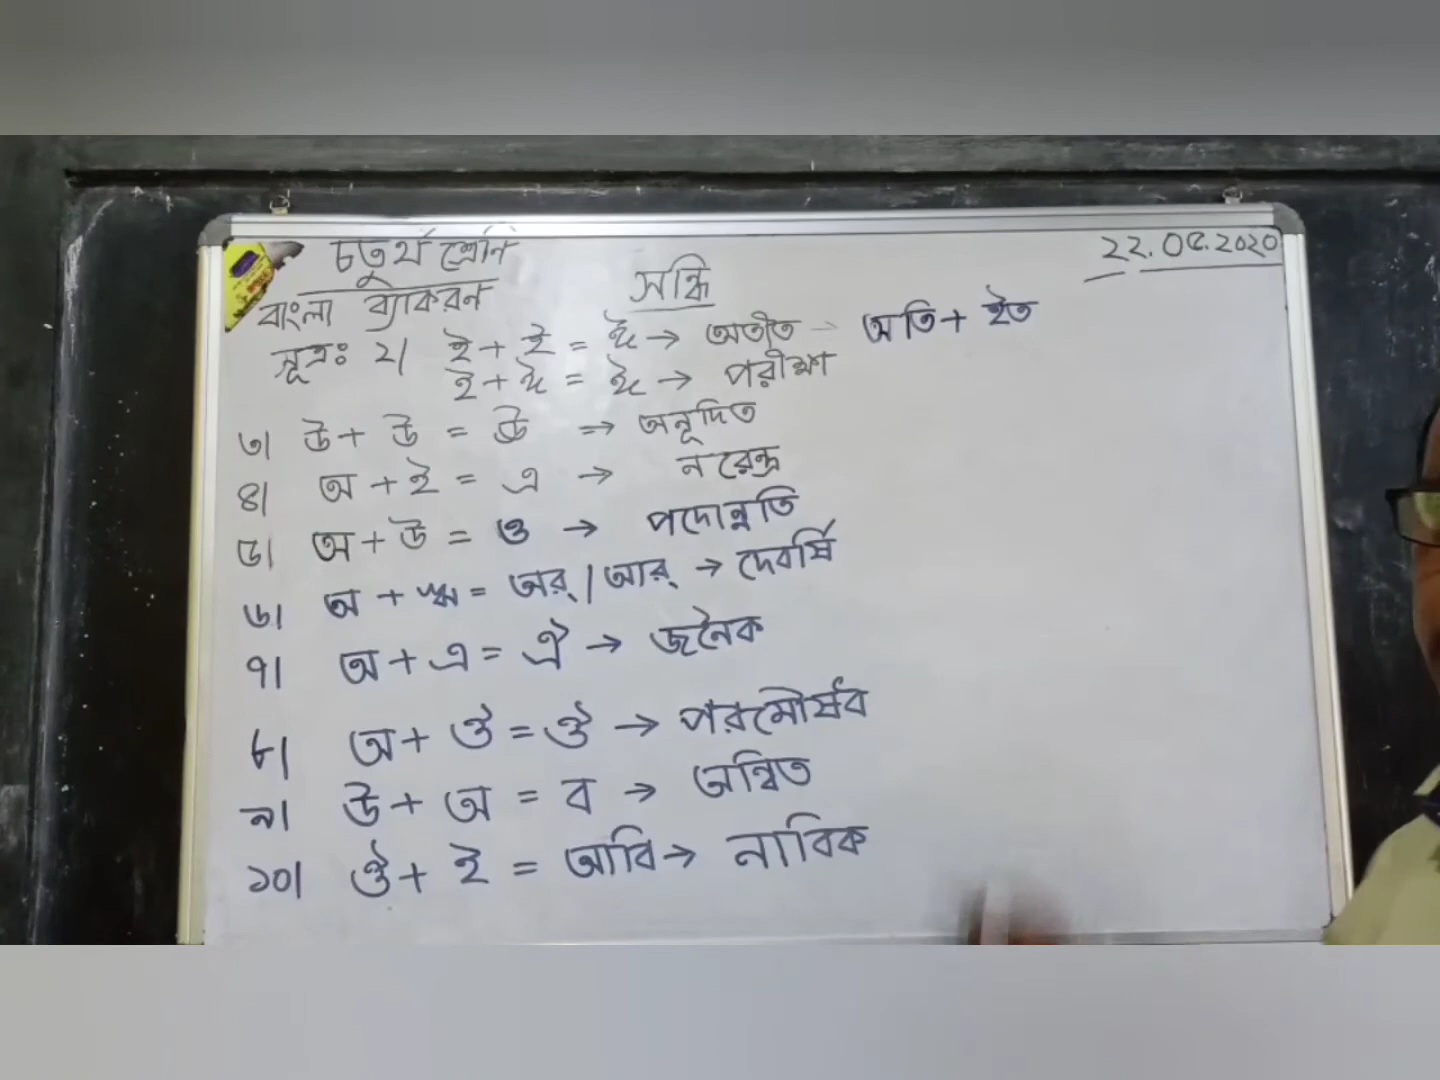 চতুর্থ শ্রেণি
২২.০৫.২০২০
বাংলা ব্যাকরন
সন্ধি
সূত্রঃ ২। ই + ই = ঈ → অতীত → অতি + ইত
ই + ঈ = ঈ → পরীক্ষা
৩। উ + উ = ঊ ⇒ অনূদিত
৪। অ + ই = এ → নরেন্দ্র
৫। অ + উ = ও → পদোন্নতি
৬। অ + ঋ = অর্ / আর্ → দেবর্ষি
৭। অ + এ = ঐ → জনৈক
৮। অ + ঔ = ঔ → পরমৌর্ষব
৯। উ + অ = ব → অন্বিত
১০। ঔ + ই = আবি → নাবিক